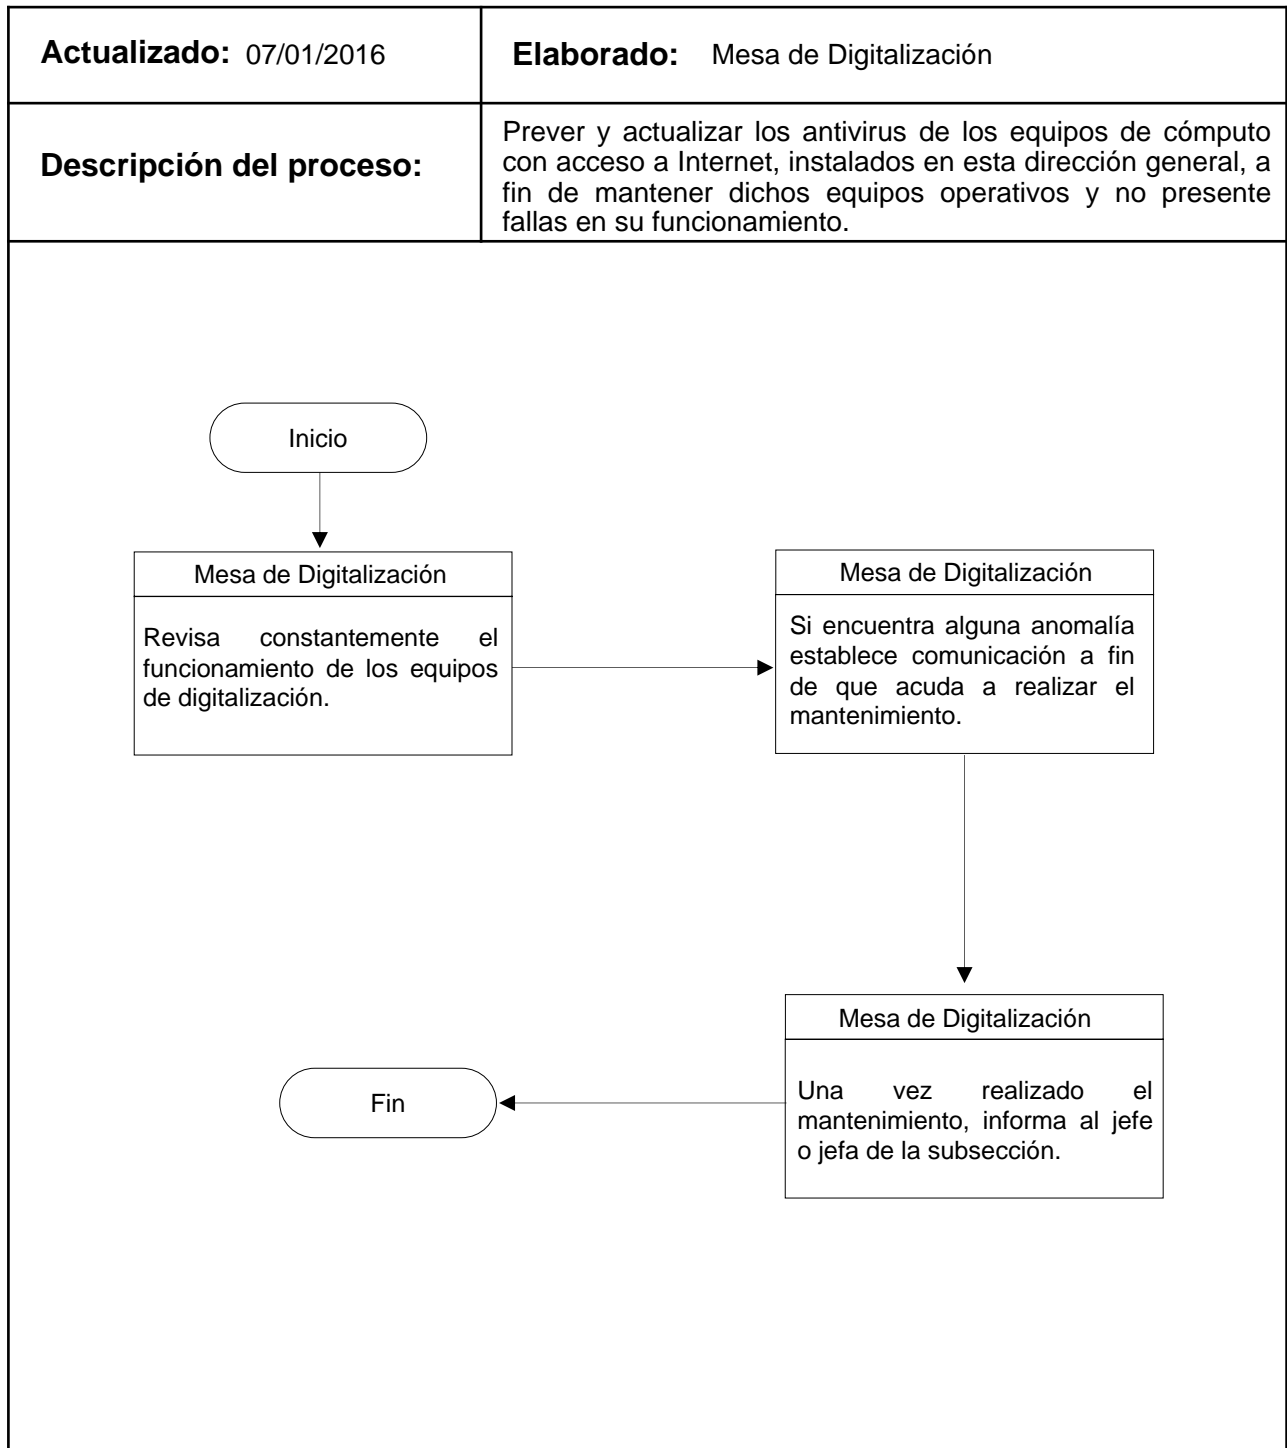 Actualizado: 07/01/2016
Elaborado: Mesa de Digitalización
Descripción del proceso:
Prever y actualizar los antivirus de los equipos de cómputo
con acceso a Internet, instalados en esta dirección general, a
fin de mantener dichos equipos operativos y no presente
fallas en su funcionamiento.
Inicio
Mesa de Digitalización
Revisa constantemente el
funcionamiento de los equipos
de digitalización.
Mesa de Digitalización
Si encuentra alguna anomalía
establece comunicación a fin
de que acuda a realizar el
mantenimiento.
Mesa de Digitalización
Una vez realizado el
mantenimiento, informa al jefe
o jefa de la subsección.
Fin